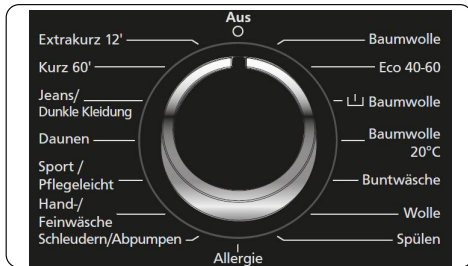 Aus
Extrakurz 12'
Kurz 60'
Jeans/
Dunkle Kleidung
Daunen
Sport /
Pflegeleicht
Hand-/
Feinwäsche
Schleudern/Abpumpen
Allergie
Baumwolle
Eco 40-60
Baumwolle
Baumwolle
20°C
Buntwäsche
Wolle
Spülen